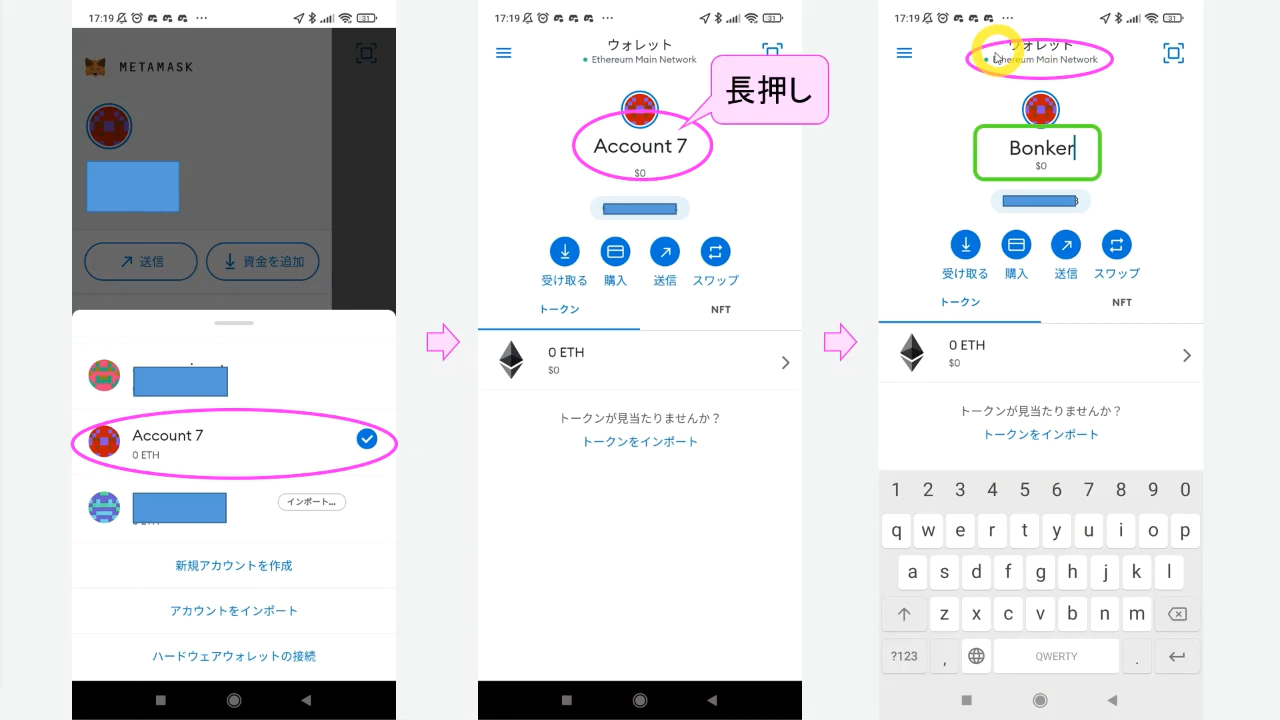 17:19
31
METAMASK
送信
資金を追加
Account 7
0 ETH
インポート...
新規アカウントを作成
アカウントをインポート
ハードウェアウォレットの接続
17:19
31
ウォレット
Ethereum Main Network
長押し
Account 7
$0
受け取る
購入
送信
スワップ
トークン
NFT
0 ETH
$0
トークンが見当たりませんか？
トークンをインポート
17:19
31
ウォレット
Ethereum Main Network
Bonker
$0
受け取る
購入
送信
スワップ
トークン
NFT
0 ETH
$0
トークンが見当たりませんか？
トークンをインポート
1 2 3 4 5 6 7 8 9 0
q w e r t y u i o p
a s d f g h j k l
z x c v b n m
?123 , QWERTY .